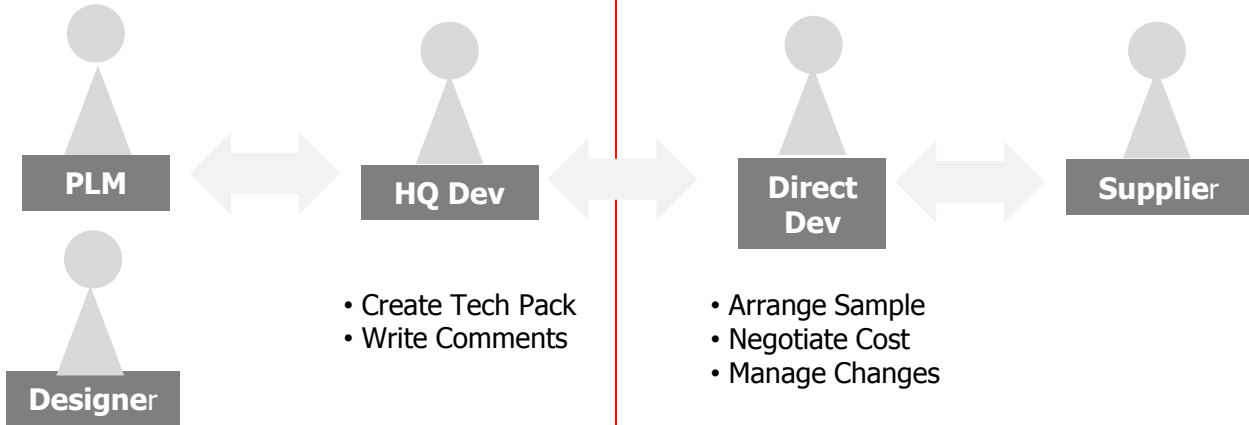 PLM
HQ Dev
Direct
Dev
Supplier
• Create Tech Pack
• Write Comments
• Arrange Sample
• Negotiate Cost
• Manage Changes
Designer